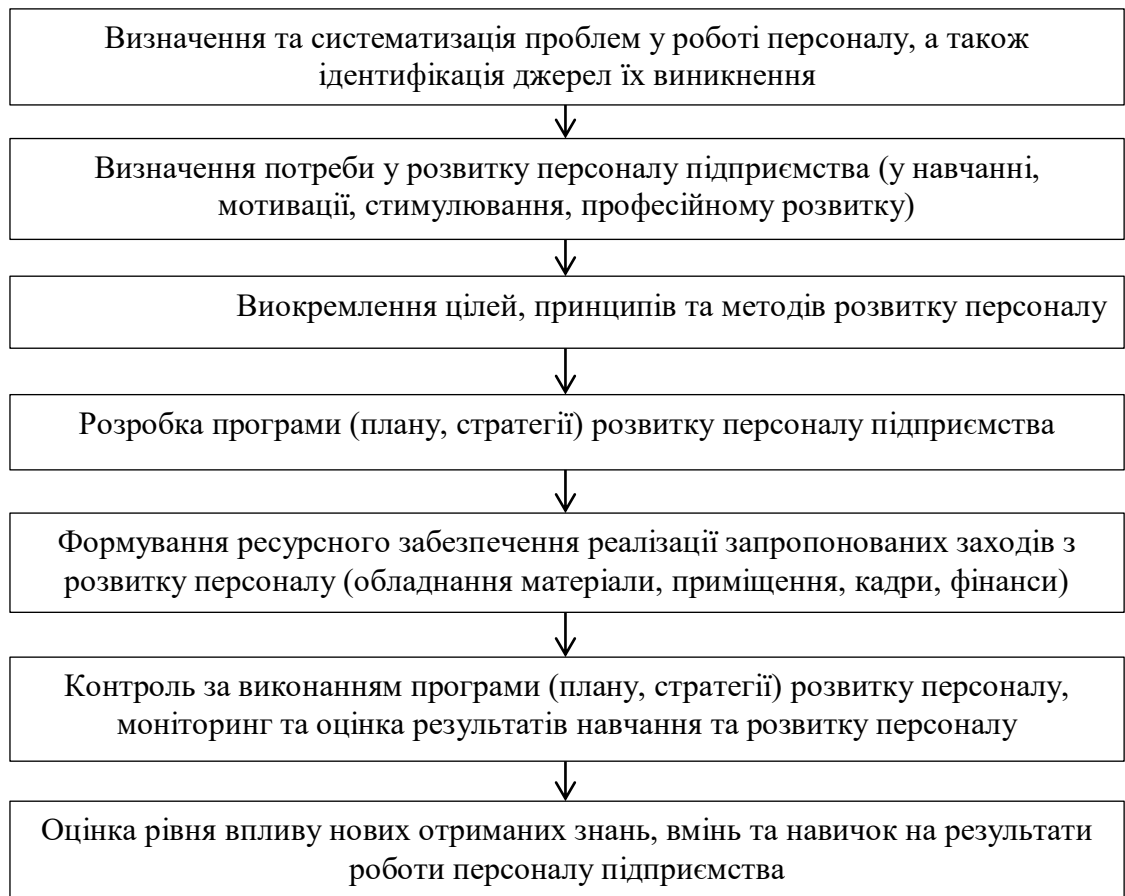 Визначення та систематизація проблем у роботі персоналу, а також
ідентифікація джерел їх виникнення
Визначення потреби у розвитку персоналу підприємства (у навчанні,
мотивації, стимулювання, професійному розвитку)
Виокремлення цілей, принципів та методів розвитку персоналу
Розробка програми (плану, стратегії) розвитку персоналу підприємства
Формування ресурсного забезпечення реалізації запропонованих заходів з
розвитку персоналу (обладнання матеріали, приміщення, кадри, фінанси)
Контроль за виконанням програми (плану, стратегії) розвитку персоналу,
моніторинг та оцінка результатів навчання та розвитку персоналу
Оцінка рівня впливу нових отриманих знань, вмінь та навичок на результати
роботи персоналу підприємства